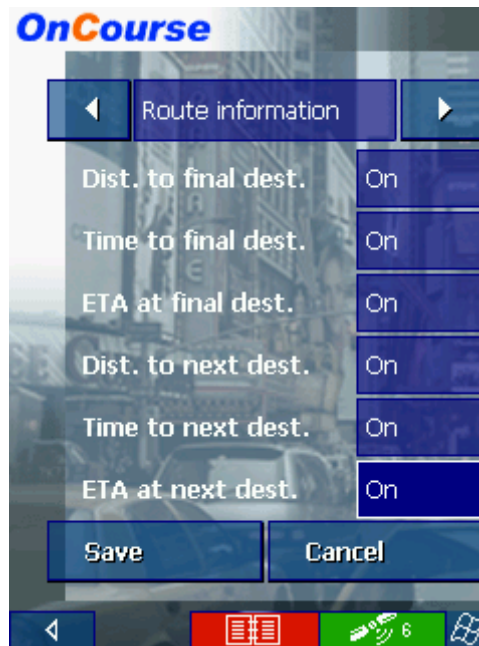 OnCourse
Route information
Dist. to final dest. On
Time to final dest. On
ETA at final dest. On
Dist. to next dest. On
Time to next dest. On
ETA at next dest. On
Save Cancel
6